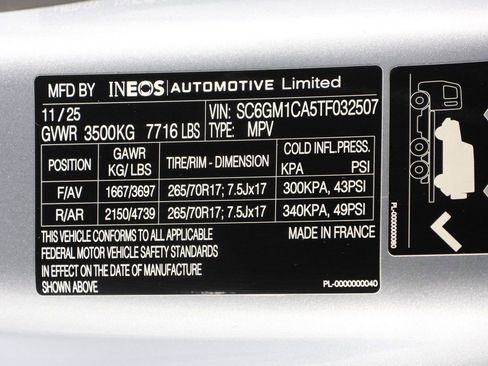 MFD BY INEOS | AUTOMOTIVE Limited
11/25 VIN: SC6GM1CA5TF032507
GVWR 3500KG 7716 LBS TYPE: MPV
POSITION GAWR KG/LBS TIRE/RIM - DIMENSION COLD INFL.PRESS. KPA PSI
F/AV 1667/3697 265/70R17; 7.5Jx17 300KPA, 43PSI
R/AR 2150/4739 265/70R17; 7.5Jx17 340KPA, 49PSI
THIS VEHICLE CONFORMS TO ALL APPLICABLE MADE IN FRANCE
FEDERAL MOTOR VEHICLE SAFETY STANDARDS
IN EFFECT ON THE DATE OF MANUFACTURE
SHOWN ABOVE PL-0000000040
PL-0000000080